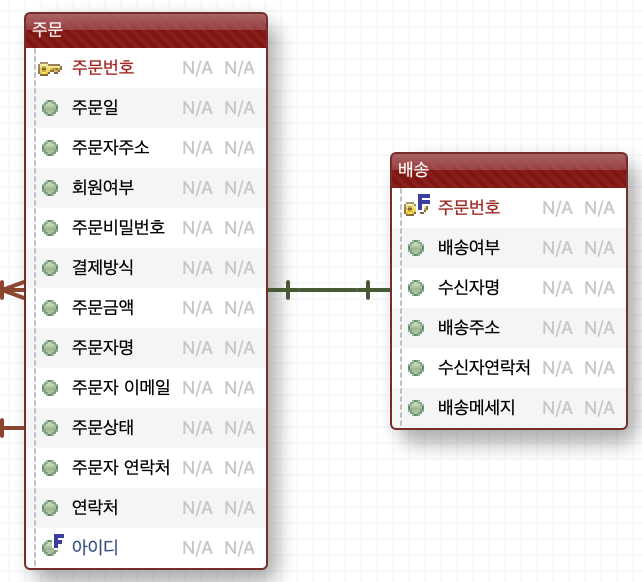 주문
주문번호 N/A N/A
주문일 N/A N/A
주문자주소 N/A N/A
회원여부 N/A N/A
주문비밀번호 N/A N/A
결제방식 N/A N/A
주문금액 N/A N/A
주문자명 N/A N/A
주문자 이메일 N/A N/A
주문상태 N/A N/A
주문자 연락처 N/A N/A
연락처 N/A N/A
F 아이디 N/A N/A
배송
F 주문번호 N/A N/A
배송여부 N/A N/A
수신자명 N/A N/A
배송주소 N/A N/A
수신자연락처 N/A N/A
배송메세지 N/A N/A